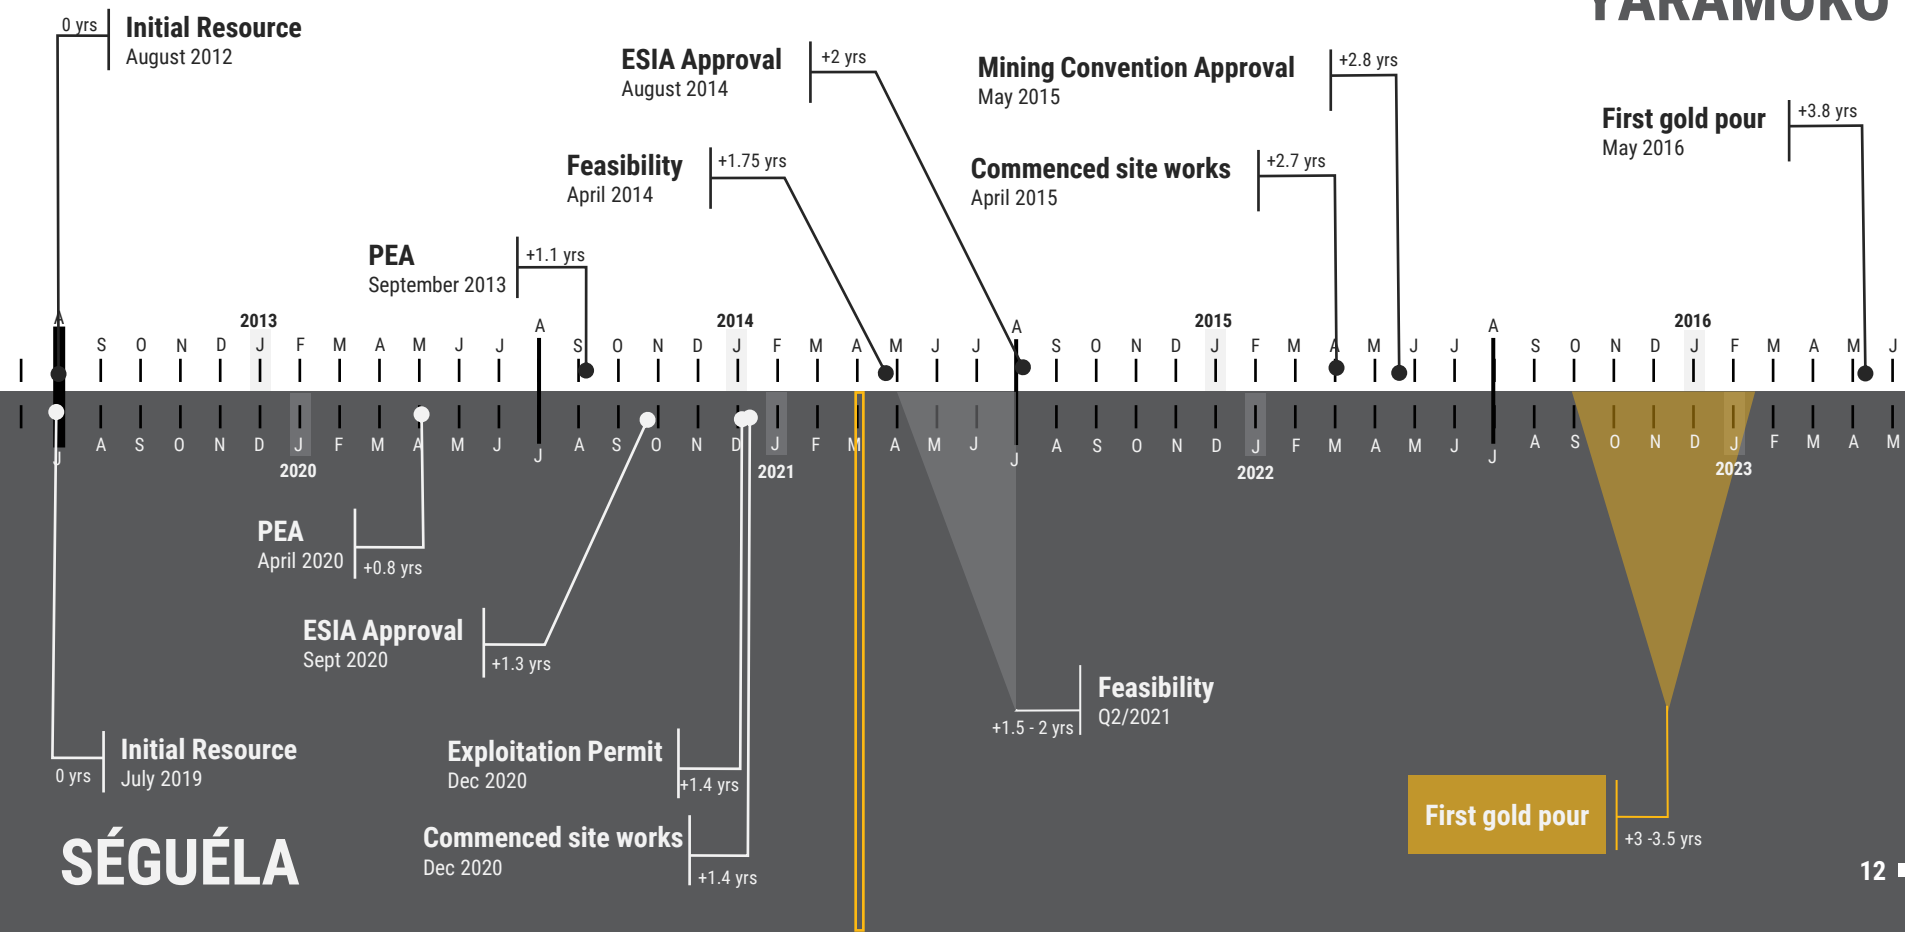 YARAMOKO
0 yrs
Initial Resource
August 2012
ESIA Approval
August 2014
+2 yrs
Mining Convention Approval
May 2015
+2.8 yrs
First gold pour
May 2016
+3.8 yrs
Feasibility
April 2014
+1.75 yrs
Commenced site works
April 2015
+2.7 yrs
PEA
September 2013
+1.1 yrs
2013 2014 2015 2016
A S O N D J F M A M J J A S O N D J F M A M J J A S O N D J F M A M J J A S O N D J F M A M J
J A S O N D J F M A M J J A S O N D J F M A M J J A S O N D J F M A M J J A S O N D J F M A M
2020 2021 2022 2023
PEA
April 2020
+0.8 yrs
ESIA Approval
Sept 2020
+1.3 yrs
Feasibility
Q2/2021
+1.5 - 2 yrs
Initial Resource
July 2019
0 yrs
Exploitation Permit
Dec 2020
+1.4 yrs
Commenced site works
Dec 2020
+1.4 yrs
First gold pour
+3 -3.5 yrs
SÉGUÉLA
12